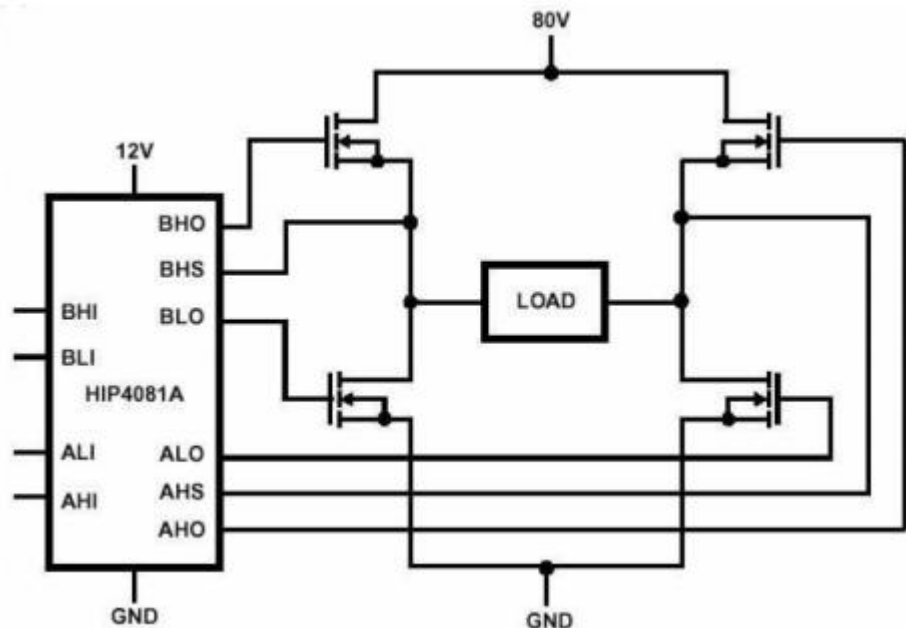 80V
12V
BHO
BHS
BHI
BLO
LOAD
BLI
HIP4081A
ALI
ALO
AHI
AHS
AHO
GND
GND